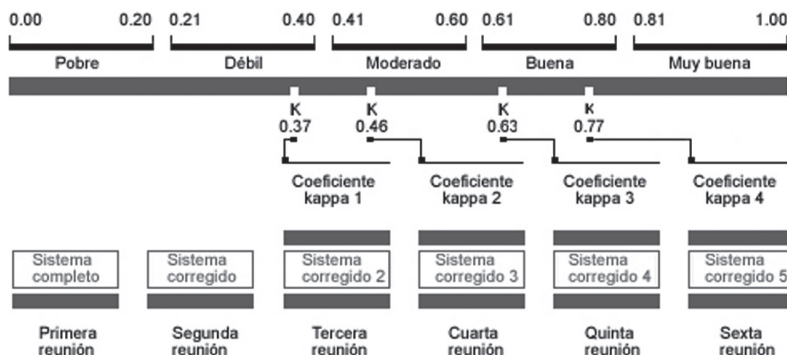 0.00 0.20 0.21 0.40 0.41 0.60 0.61 0.80 0.81 1.00
Pobre Débil Moderado Buena Muy buena
K K K K
0.37 0.46 0.63 0.77
Coeficiente Coeficiente Coeficiente Coeficiente
kappa 1 kappa 2 kappa 3 kappa 4
Sistema Sistema Sistema Sistema Sistema Sistema
completo corregido corregido 2 corregido 3 corregido 4 corregido 5
Primera Segunda Tercera Cuarta Quinta Sexta
reunión reunión reunión reunión reunión reunión